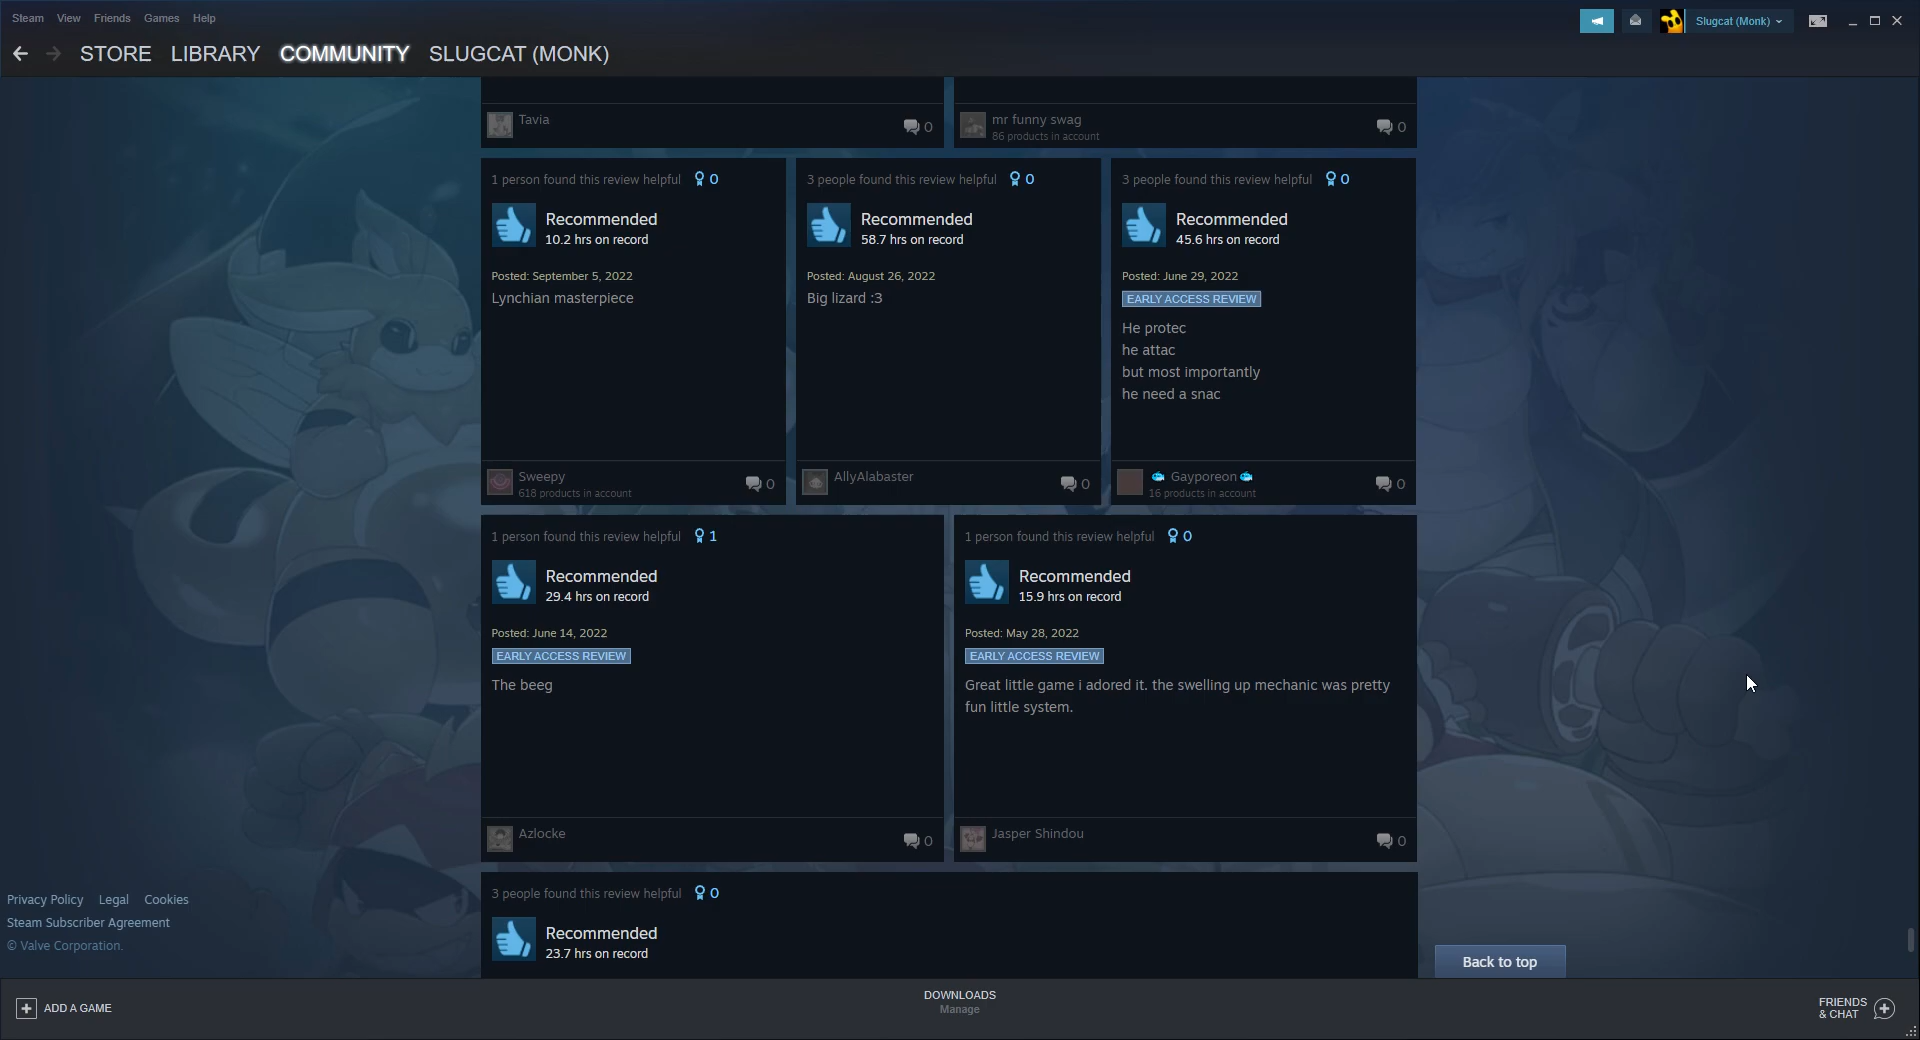 Steam View Friends Games Help
Slugcat (Monk)
STORE LIBRARY COMMUNITY SLUGCAT (MONK)
Tavia
0
mr funny swag
86 products in account
0
1 person found this review helpful 0
Recommended
10.2 hrs on record
Posted: September 5, 2022
Lynchian masterpiece
Sweepy
618 products in account
0
3 people found this review helpful 0
Recommended
58.7 hrs on record
Posted: August 26, 2022
Big lizard :3
AllyAlabaster
0
3 people found this review helpful 0
Recommended
45.6 hrs on record
Posted: June 29, 2022
EARLY ACCESS REVIEW
He protec
he attac
but most importantly
he need a snac
🐟 Gayporeon🐟
16 products in account
0
1 person found this review helpful 1
Recommended
29.4 hrs on record
Posted: June 14, 2022
EARLY ACCESS REVIEW
The beeg
Azlocke
0
1 person found this review helpful 0
Recommended
15.9 hrs on record
Posted: May 28, 2022
EARLY ACCESS REVIEW
Great little game i adored it. the swelling up mechanic was pretty
fun little system.
Jasper Shindou
0
3 people found this review helpful 0
Recommended
23.7 hrs on record
Privacy Policy Legal Cookies
Steam Subscriber Agreement
© Valve Corporation.
Back to top
ADD A GAME
DOWNLOADS
Manage
FRIENDS
& CHAT